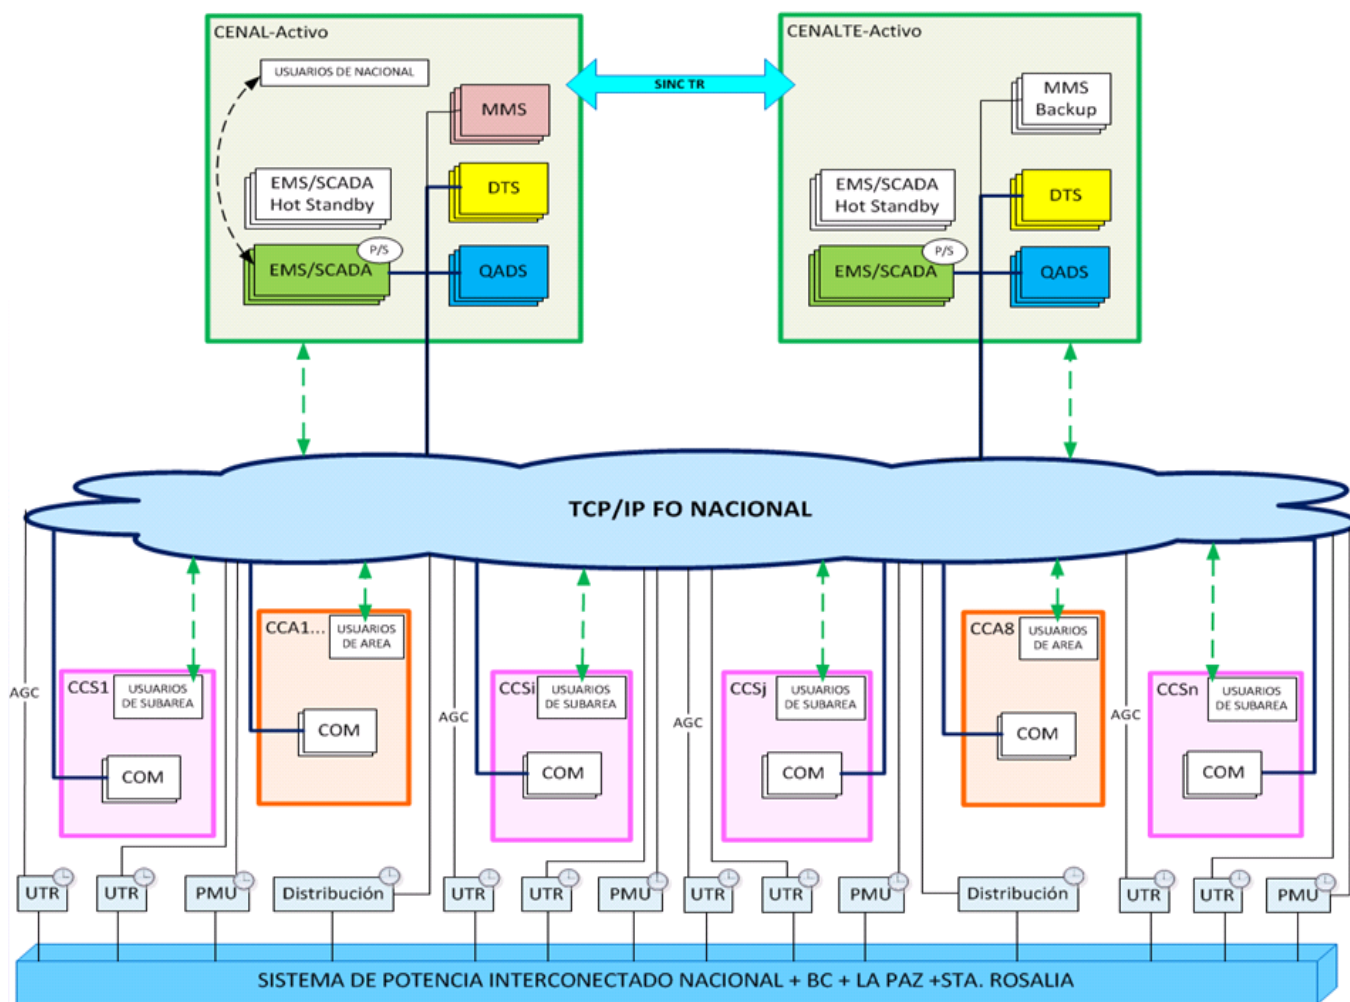 CENAL-Activo
USUARIOS DE NACIONAL
MMS
EMS/SCADA
Hot Standby
DTS
P/S
EMS/SCADA
QADS
SINC TR
CENALTE-Activo
MMS
Backup
EMS/SCADA
Hot Standby
DTS
P/S
EMS/SCADA
QADS
TCP/IP FO NACIONAL
AGC
CCS1
USUARIOS
DE SUBAREA
COM
CCA1...
USUARIOS
DE AREA
COM
AGC
CCSi
USUARIOS
DE SUBAREA
COM
AGC
CCSj
USUARIOS
DE SUBAREA
COM
CCA8
USUARIOS
DE AREA
COM
AGC
CCSn
USUARIOS
DE SUBAREA
COM
UTR
UTR
PMU
Distribución
UTR
UTR
PMU
UTR
UTR
PMU
Distribución
UTR
UTR
PMU
SISTEMA DE POTENCIA INTERCONECTADO NACIONAL + BC + LA PAZ +STA. ROSALIA